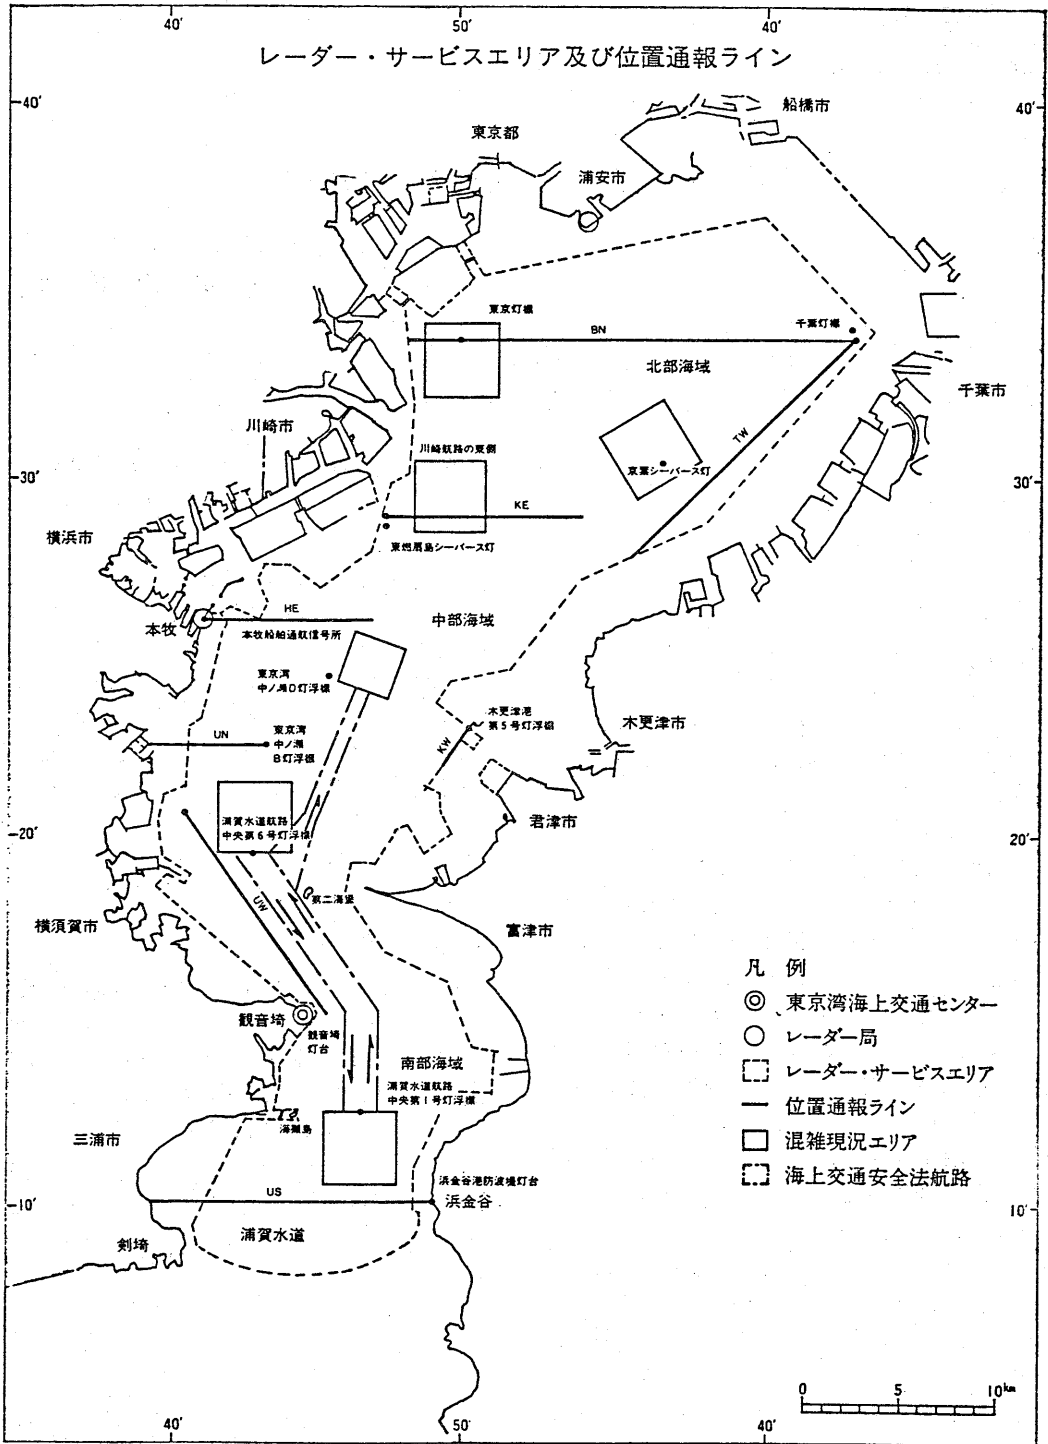 40′ 50′ 40′
レーダー・サービスエリア及び位置通報ライン
40′ 40′
船橋市
東京都
浦安市
東京灯標
千葉灯標
BN
北部海域
千葉市
川崎市
TW
川崎航路の東側
京葉シーバース灯
30′ 30′
KE
横浜市
東燃扇島シーバース灯
HE
中部海域
本牧
本牧船舶通航信号所
東京湾
中ノ瀬D灯浮標
木更津港
第5号灯浮標
木更津市
UN
東京湾
中ノ瀬
B灯浮標
KW
浦賀水道航路
中央第6号灯浮標
君津市
20′ 20′
UW
第二海堡
横須賀市
富津市
凡 例
東京湾海上交通センター
観音埼
観音埼
灯台
レーダー局
南部海域
レーダー・サービスエリア
浦賀水道航路
中央第1号灯浮標
位置通報ライン
海獺島
三浦市
混雑現況エリア
浜金谷港防波堤灯台
海上交通安全法航路
US
浜金谷
10′ 10′
浦賀水道
剣埼
0 5 10km
40′ 50′ 40′